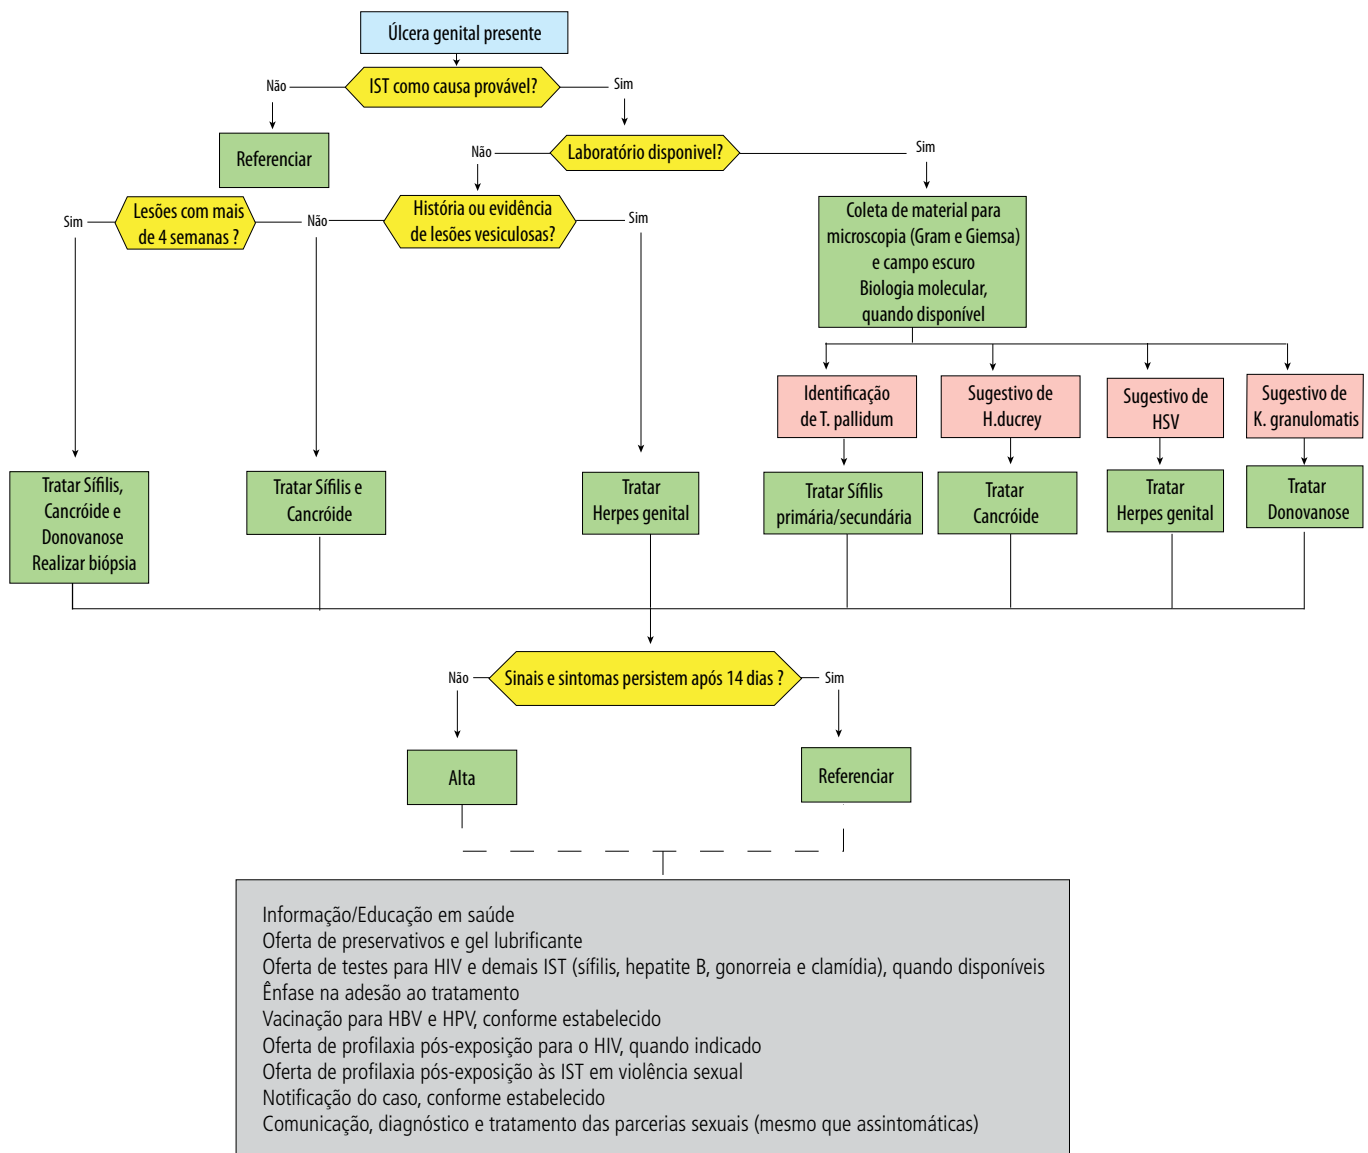 Úlcera genital presente
IST como causa provável?
Não
Sim
Referenciar
Laboratório disponivel?
Não
Sim
Lesões com mais
de 4 semanas ?
Sim
Não
História ou evidência
de lesões vesiculosas?
Sim
Coleta de material para
microscopia (Gram e Giemsa)
e campo escuro
Biologia molecular,
quando disponível
Identificação
de T. pallidum
Sugestivo de
H.ducrey
Sugestivo de
HSV
Sugestivo de
K. granulomatis
Tratar Sífilis,
Cancróide e
Donovanose
Realizar biópsia
Tratar Sífilis e
Cancróide
Tratar
Herpes genital
Tratar Sífilis
primária/secundária
Tratar
Cancróide
Tratar
Herpes genital
Tratar
Donovanose
Sinais e sintomas persistem após 14 dias ?
Não
Sim
Alta
Referenciar
Informação/Educação em saúde
Oferta de preservativos e gel lubrificante
Oferta de testes para HIV e demais IST (sífilis, hepatite B, gonorreia e clamídia), quando disponíveis
Ênfase na adesão ao tratamento
Vacinação para HBV e HPV, conforme estabelecido
Oferta de profilaxia pós-exposição para o HIV, quando indicado
Oferta de profilaxia pós-exposição às IST em violência sexual
Notificação do caso, conforme estabelecido
Comunicação, diagnóstico e tratamento das parcerias sexuais (mesmo que assintomáticas)